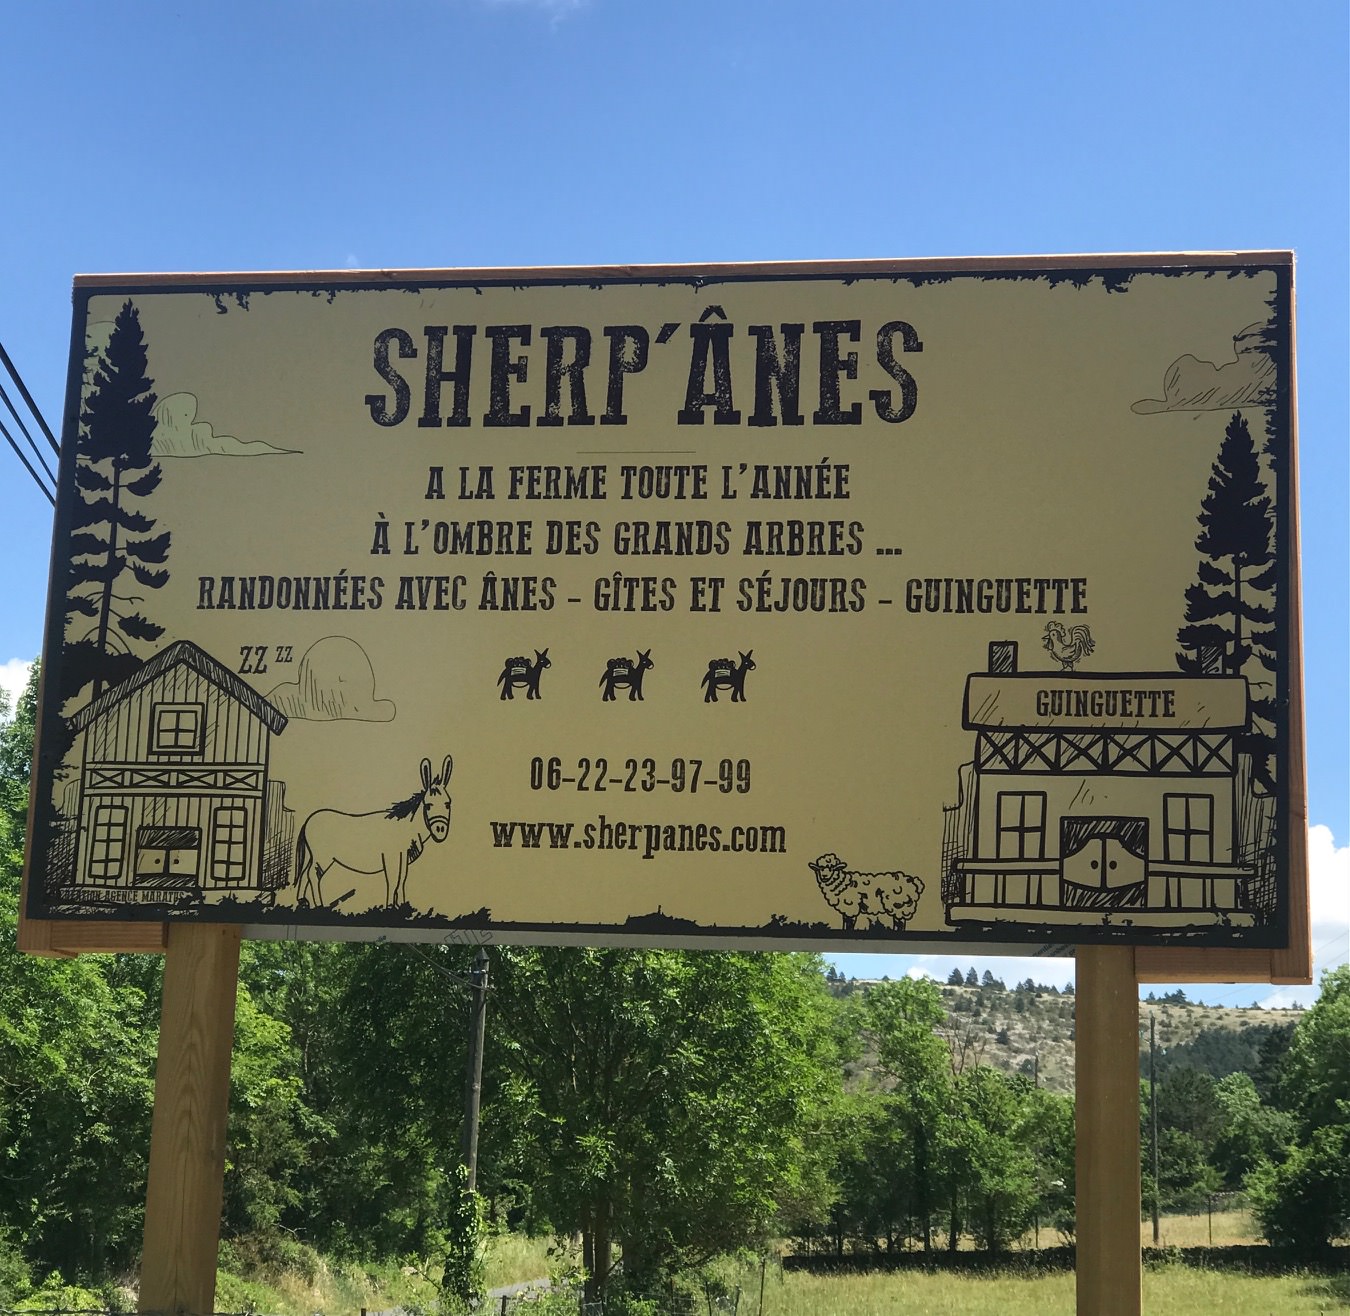 SHERP'ÂNES
A LA FERME TOUTE L'ANNÉE
À L'OMBRE DES GRANDS ARBRES ...
RANDONNÉES AVEC ÂNES – GÎTES ET SÉJOURS – GUINGUETTE
ZZ ZZ
GUINGUETTE
06-22-23-97-99
www.sherpanes.com
AGENCE